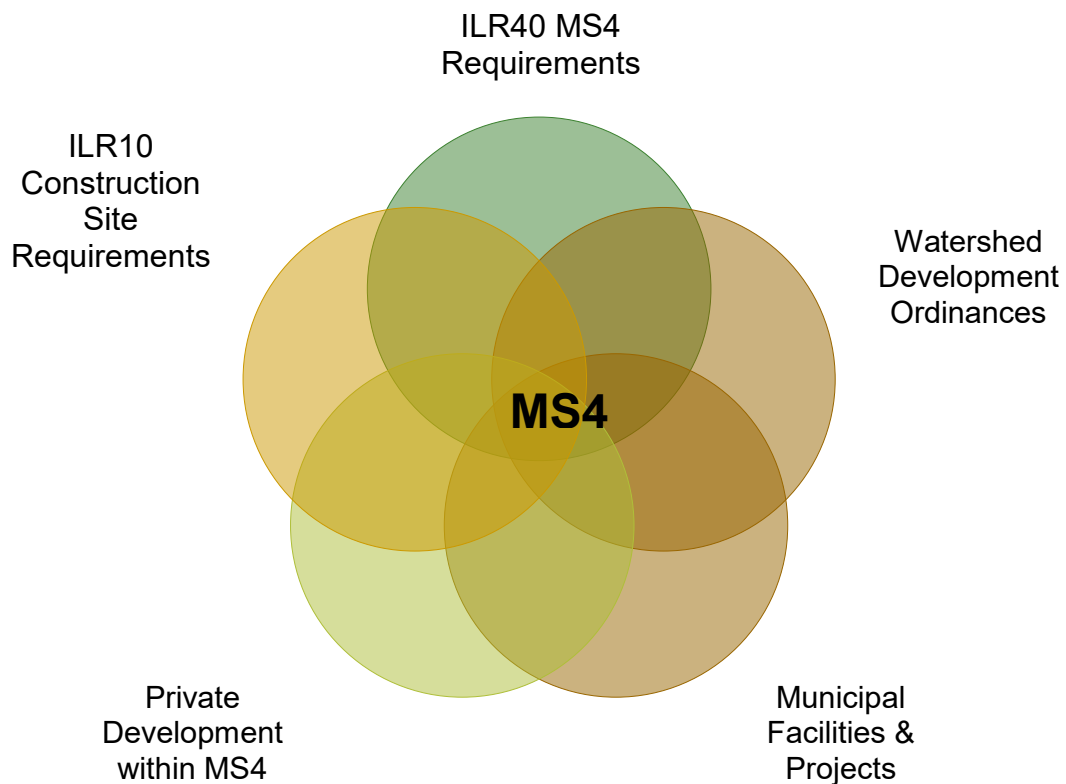 ILR40 MS4
Requirements
ILR10
Construction
Site
Requirements
Watershed
Development
Ordinances
MS4
Private
Development
within MS4
Municipal
Facilities &
Projects